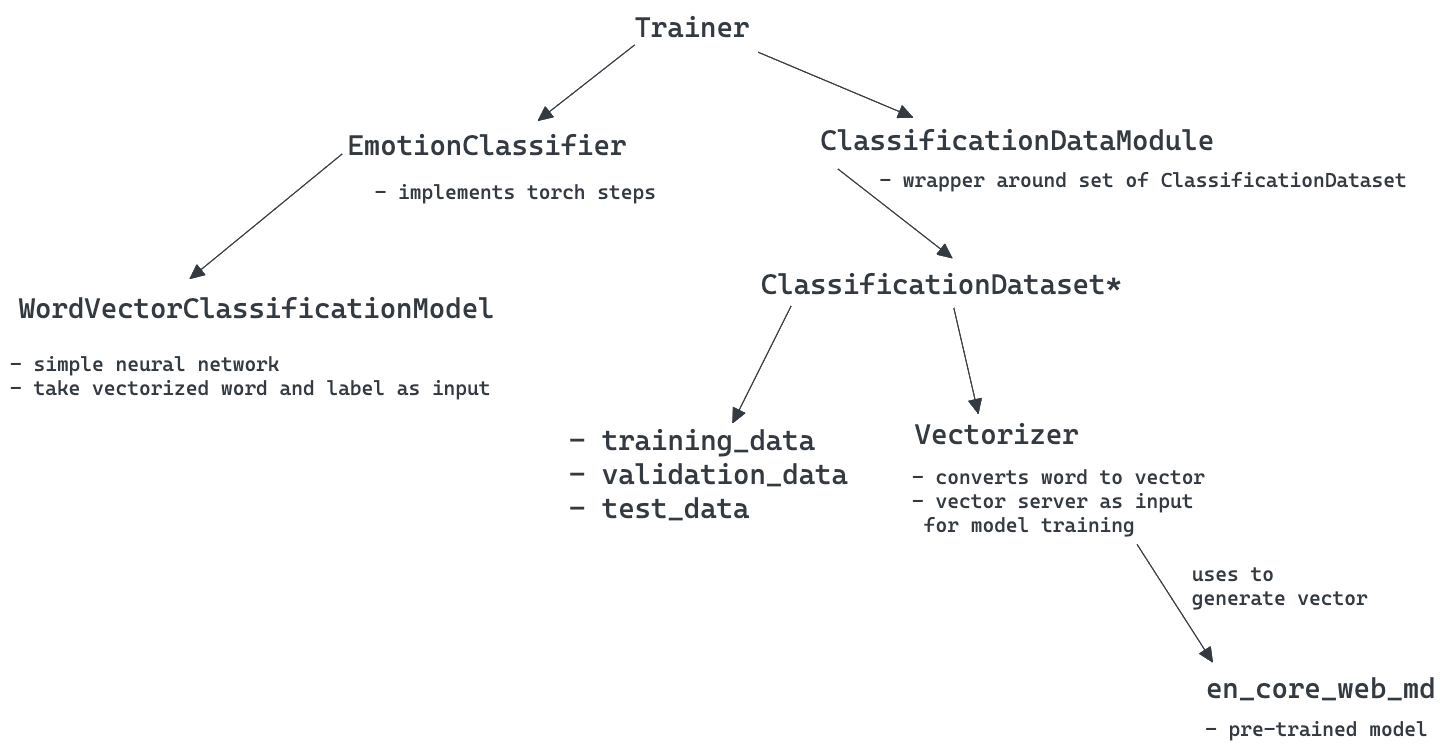 Trainer
EmotionClassifier
- implements torch steps
ClassificationDataModule
- wrapper around set of ClassificationDataset
WordVectorClassificationModel
- simple neural network
- take vectorized word and label as input
ClassificationDataset*
- training_data
- validation_data
- test_data
Vectorizer
- converts word to vector
- vector server as input
for model training
uses to
generate vector
en_core_web_md
- pre-trained model